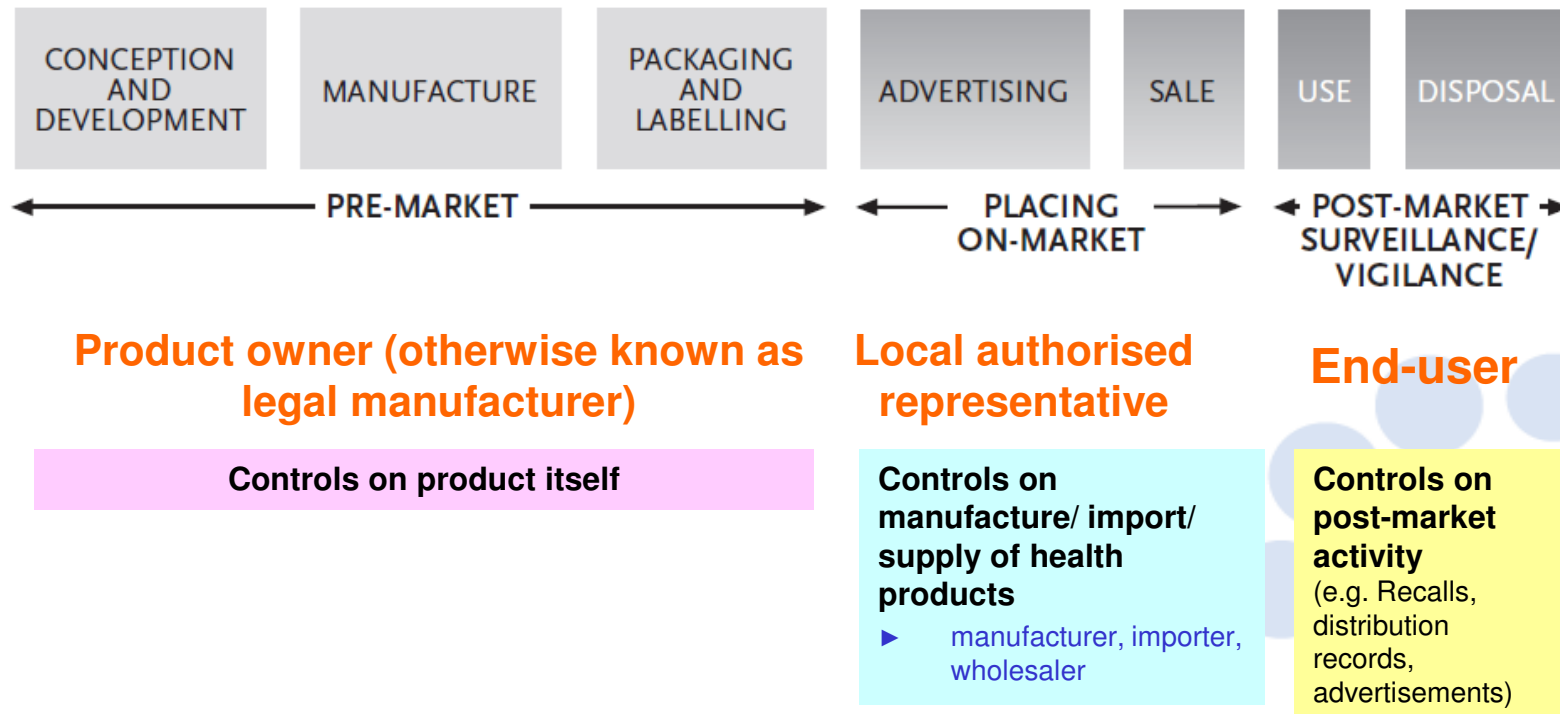 CONCEPTION
AND
DEVELOPMENT
MANUFACTURE
PACKAGING
AND
LABELLING
ADVERTISING
SALE
USE
DISPOSAL
PRE-MARKET
PLACING
ON-MARKET
POST-MARKET
SURVEILLANCE/
VIGILANCE
Product owner (otherwise known as
legal manufacturer)
Local authorised
representative
End-user
Controls on product itself
Controls on
manufacture/ import/
supply of health
products
► manufacturer, importer,
wholesaler
Controls on
post-market
activity
(e.g. Recalls,
distribution
records,
advertisements)